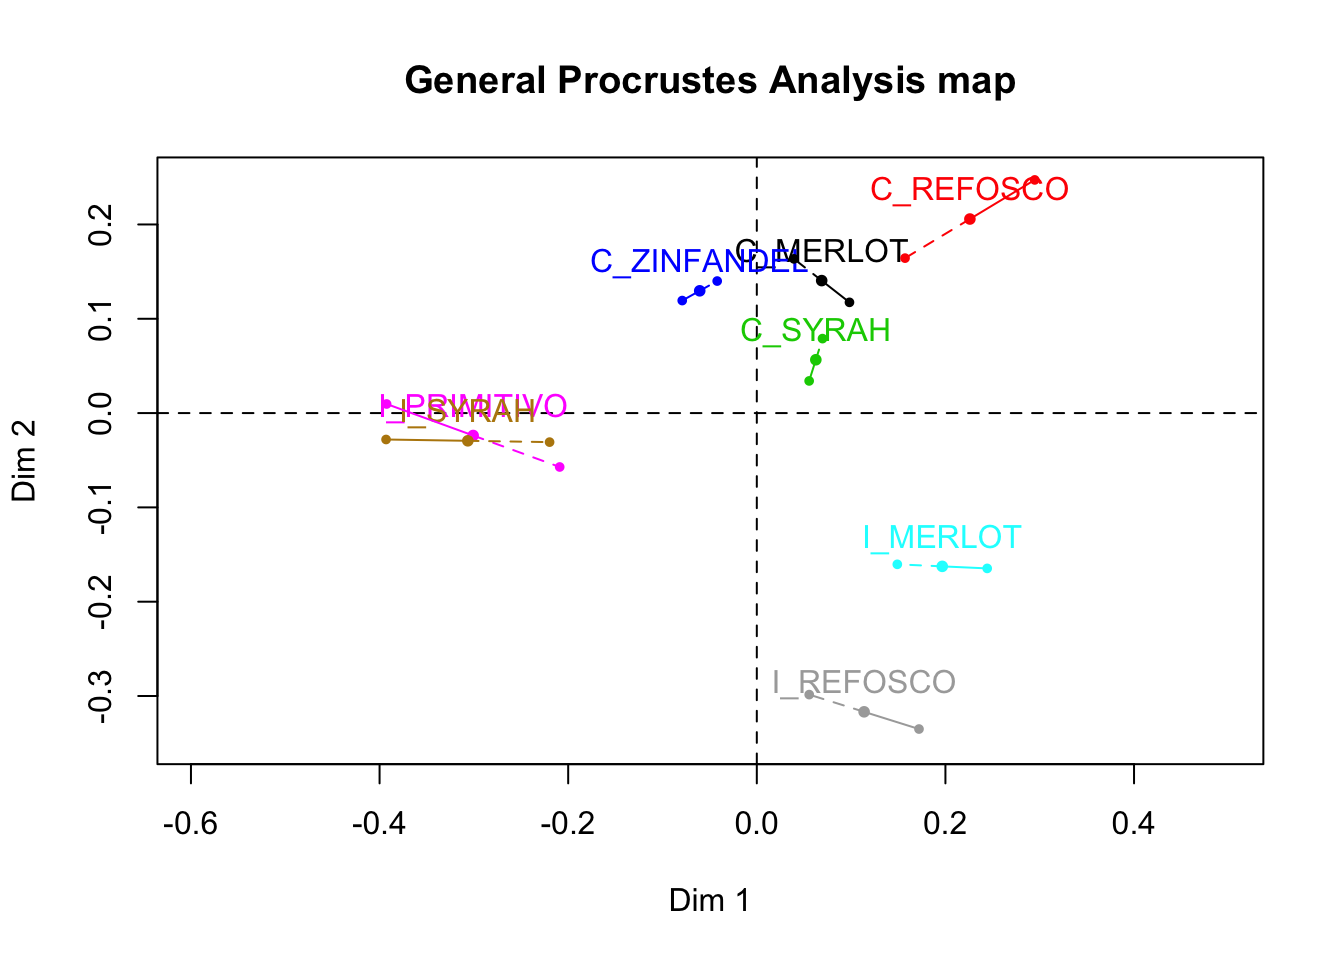 General Procrustes Analysis map
C_REFOSCO
C_MERLOT
C_ZINFANDEL
C_SYRAH
I_PRIMITIVO
I_SYRAH
I_MERLOT
I_REFOSCO
0.2
0.1
0.0
-0.1
-0.2
-0.3
Dim 2
-0.6 -0.4 -0.2 0.0 0.2 0.4
Dim 1